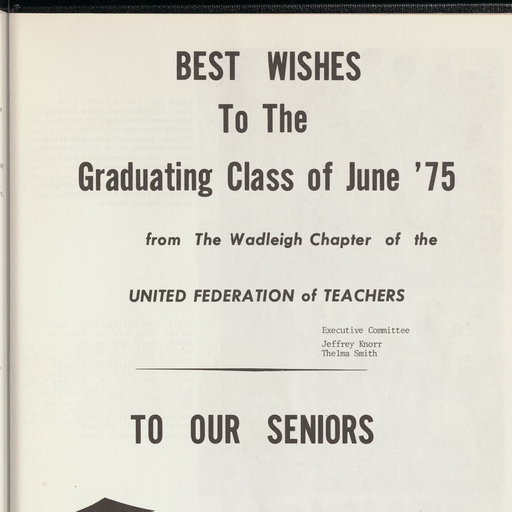 BEST WISHES
To The
Graduating Class of June '75
from The Wadleigh Chapter of the
UNITED FEDERATION of TEACHERS
Executive Committee
Jeffrey Knorr
Thelma Smith
TO OUR SENIORS